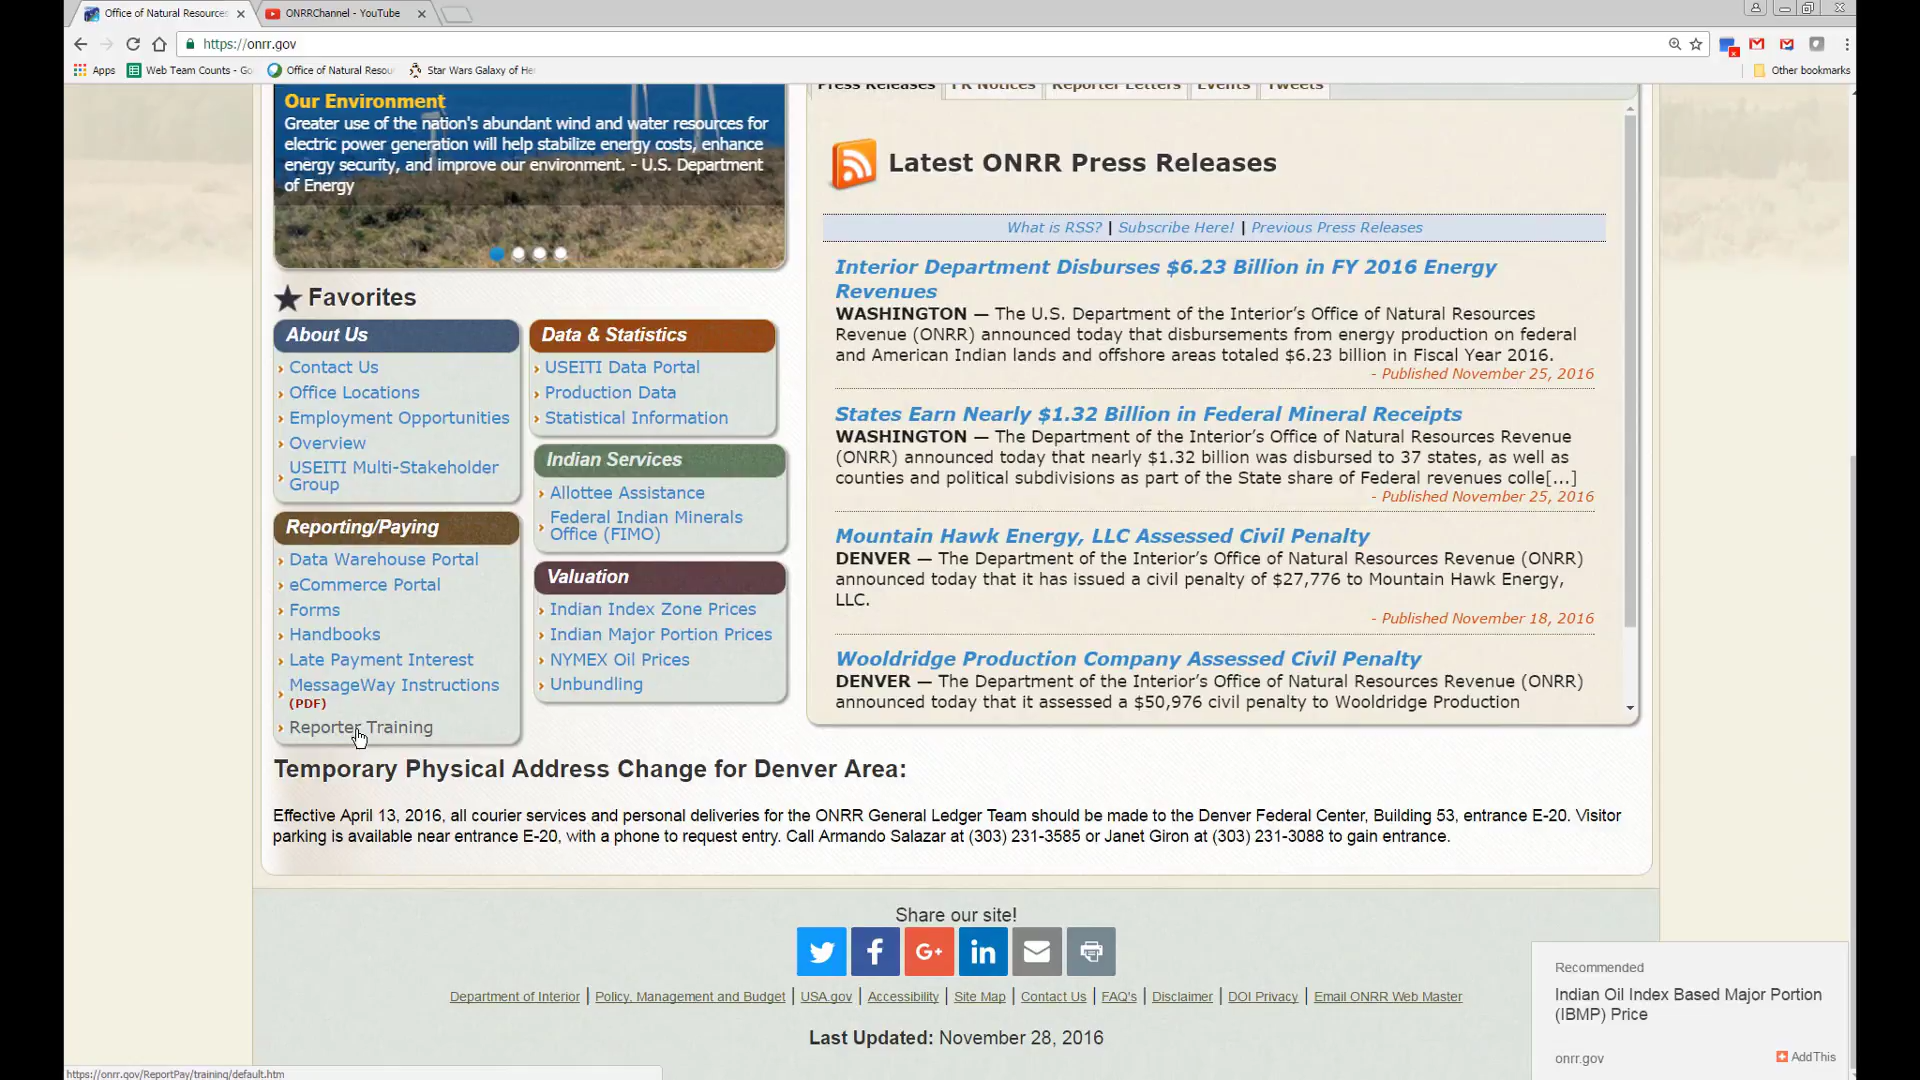 Office of Natural Resources
ONRRChannel - YouTube
https://onrr.gov
Apps
Web Team Counts - Go
Office of Natural Resou
Star Wars Galaxy of He
Other bookmarks
Our Environment
Greater use of the nation's abundant wind and water resources for
electric power generation will help stabilize energy costs, enhance
energy security, and improve our environment. - U.S. Department
of Energy
Press Releases
PR Notices
Reporter Letters
Events
Tweets
Latest ONRR Press Releases
What is RSS? | Subscribe Here! | Previous Press Releases
Interior Department Disburses $6.23 Billion in FY 2016 Energy
Revenues
WASHINGTON — The U.S. Department of the Interior’s Office of Natural Resources
Revenue (ONRR) announced today that disbursements from energy production on federal
and American Indian lands and offshore areas totaled $6.23 billion in Fiscal Year 2016.
- Published November 25, 2016
States Earn Nearly $1.32 Billion in Federal Mineral Receipts
WASHINGTON — The Department of the Interior’s Office of Natural Resources Revenue
(ONRR) announced today that nearly $1.32 billion was disbursed to 37 states, as well as
counties and political subdivisions as part of the State share of Federal revenues colle[...]
- Published November 25, 2016
Mountain Hawk Energy, LLC Assessed Civil Penalty
DENVER — The Department of the Interior’s Office of Natural Resources Revenue (ONRR)
announced today that it has issued a civil penalty of $27,776 to Mountain Hawk Energy,
LLC.
- Published November 18, 2016
Wooldridge Production Company Assessed Civil Penalty
DENVER — The Department of the Interior’s Office of Natural Resources Revenue (ONRR)
announced today that it assessed a $50,976 civil penalty to Wooldridge Production
Favorites
About Us
Contact Us
Office Locations
Employment Opportunities
Overview
USEITI Multi-Stakeholder
Group
Reporting/Paying
Data Warehouse Portal
eCommerce Portal
Forms
Handbooks
Late Payment Interest
MessageWay Instructions
(PDF)
Reporter Training
Data & Statistics
USEITI Data Portal
Production Data
Statistical Information
Indian Services
Allottee Assistance
Federal Indian Minerals
Office (FIMO)
Valuation
Indian Index Zone Prices
Indian Major Portion Prices
NYMEX Oil Prices
Unbundling
Temporary Physical Address Change for Denver Area:
Effective April 13, 2016, all courier services and personal deliveries for the ONRR General Ledger Team should be made to the Denver Federal Center, Building 53, entrance E-20. Visitor
parking is available near entrance E-20, with a phone to request entry. Call Armando Salazar at (303) 231-3585 or Janet Giron at (303) 231-3088 to gain entrance.
Share our site!
G+
in
Department of Interior | Policy, Management and Budget | USA.gov | Accessibility | Site Map | Contact Us | FAQ's | Disclaimer | DOI Privacy | Email ONRR Web Master
Last Updated: November 28, 2016
Recommended
Indian Oil Index Based Major Portion
(IBMP) Price
onrr.gov
AddThis
https://onrr.gov/ReportPay/training/default.htm